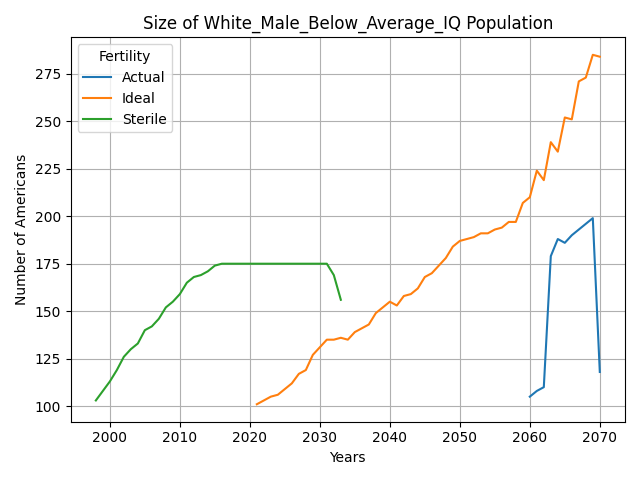 Size of White_Male_Below_Average_IQ Population
Fertility
Actual
Ideal
Sterile
Number of Americans
275
250
225
200
175
150
125
100
2000 2010 2020 2030 2040 2050 2060 2070
Years